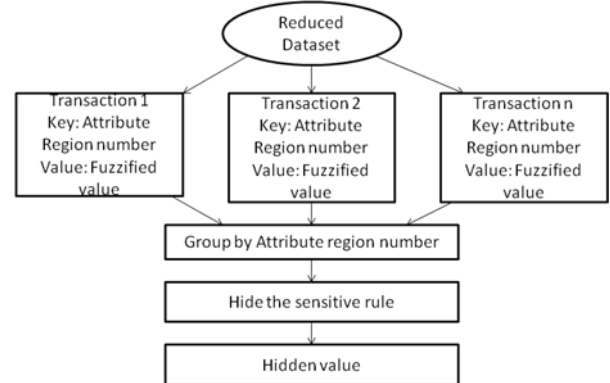 Reduced
Dataset
Transaction 1
Key: Attribute
Region number
Value: Fuzzified
value
Transaction 2
Key: Attribute
Region number
Value: Fuzzified
value
Transaction n
Key: Attribute
Region number
Value: Fuzzified
value
Group by Attribute region number
Hide the sensitive rule
Hidden value